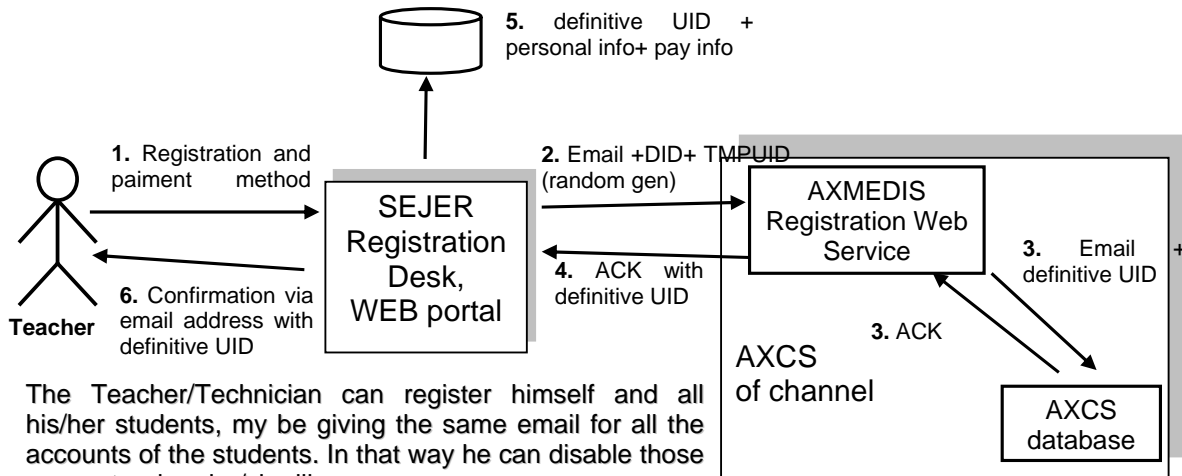 5. definitive UID +
personal info+ pay info
1. Registration and
paiment method
2. Email +DID+ TMPUID
(random gen)
SEJER
Registration
Desk,
WEB portal
AXMEDIS
Registration Web
Service
3. Email +
definitive UID
4. ACK with
definitive UID
6. Confirmation via
email address with
definitive UID
Teacher
3. ACK
AXCS
of channel
AXCS
database
The Teacher/Technician can register himself and all
his/her students, my be giving the same email for all the
accounts of the students. In that way he can disable those